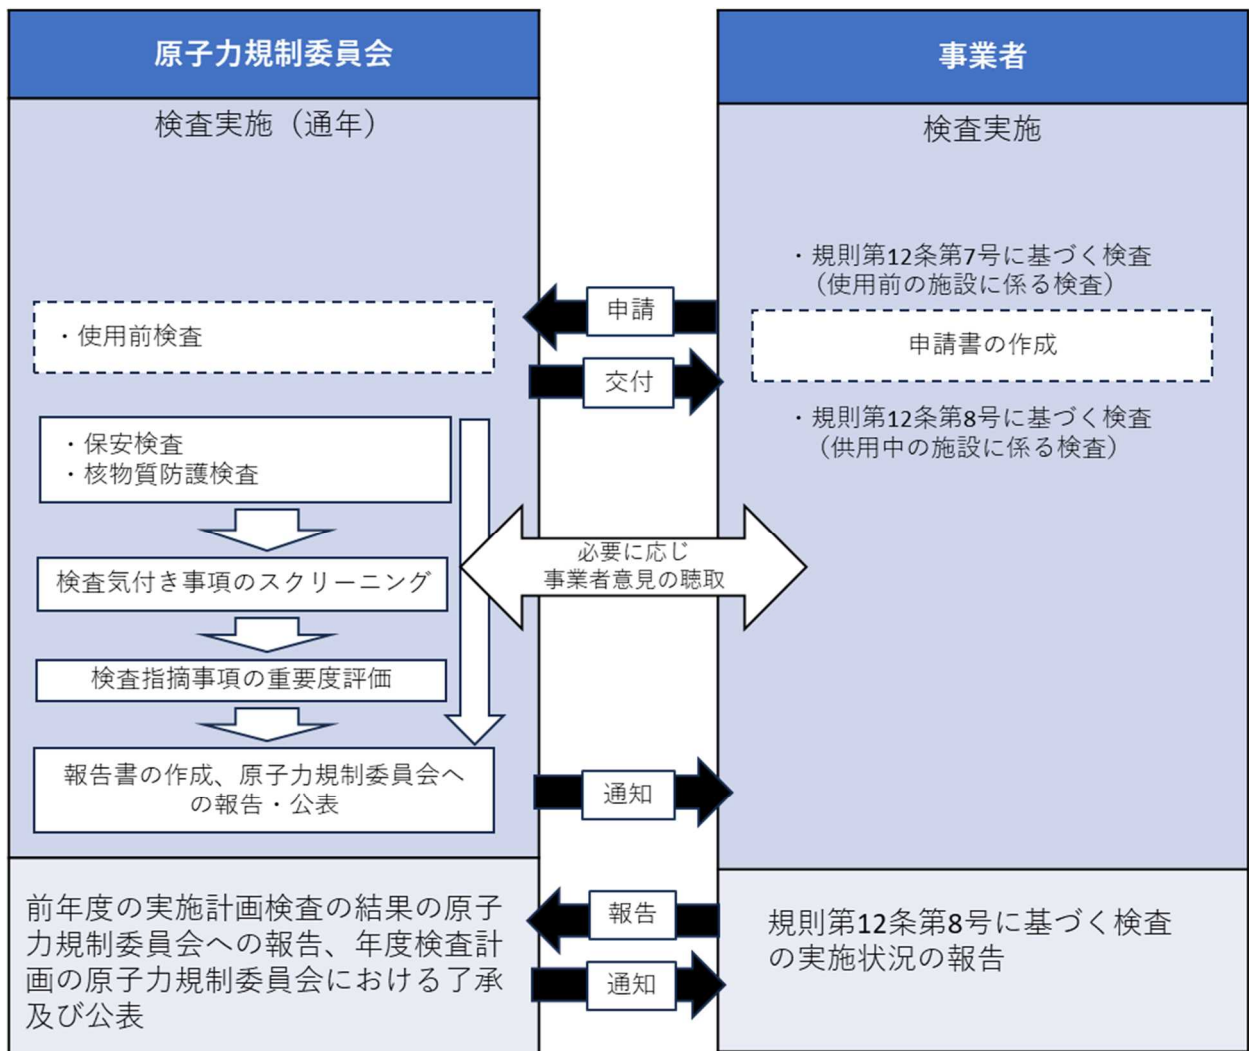 原子力規制委員会
検査実施（通年）
・使用前検査
・保安検査
・核物質防護検査
検査気付き事項のスクリーニング
検査指摘事項の重要度評価
報告書の作成、原子力規制委員会へ
の報告・公表
前年度の実施計画検査の結果の原子
力規制委員会への報告、年度検査計
画の原子力規制委員会における了承
及び公表
申請
交付
必要に応じ
事業者意見の聴取
通知
報告
通知
事業者
検査実施
・規則第12条第7号に基づく検査
（使用前の施設に係る検査）
申請書の作成
・規則第12条第8号に基づく検査
（供用中の施設に係る検査）
規則第12条第8号に基づく検査
の実施状況の報告